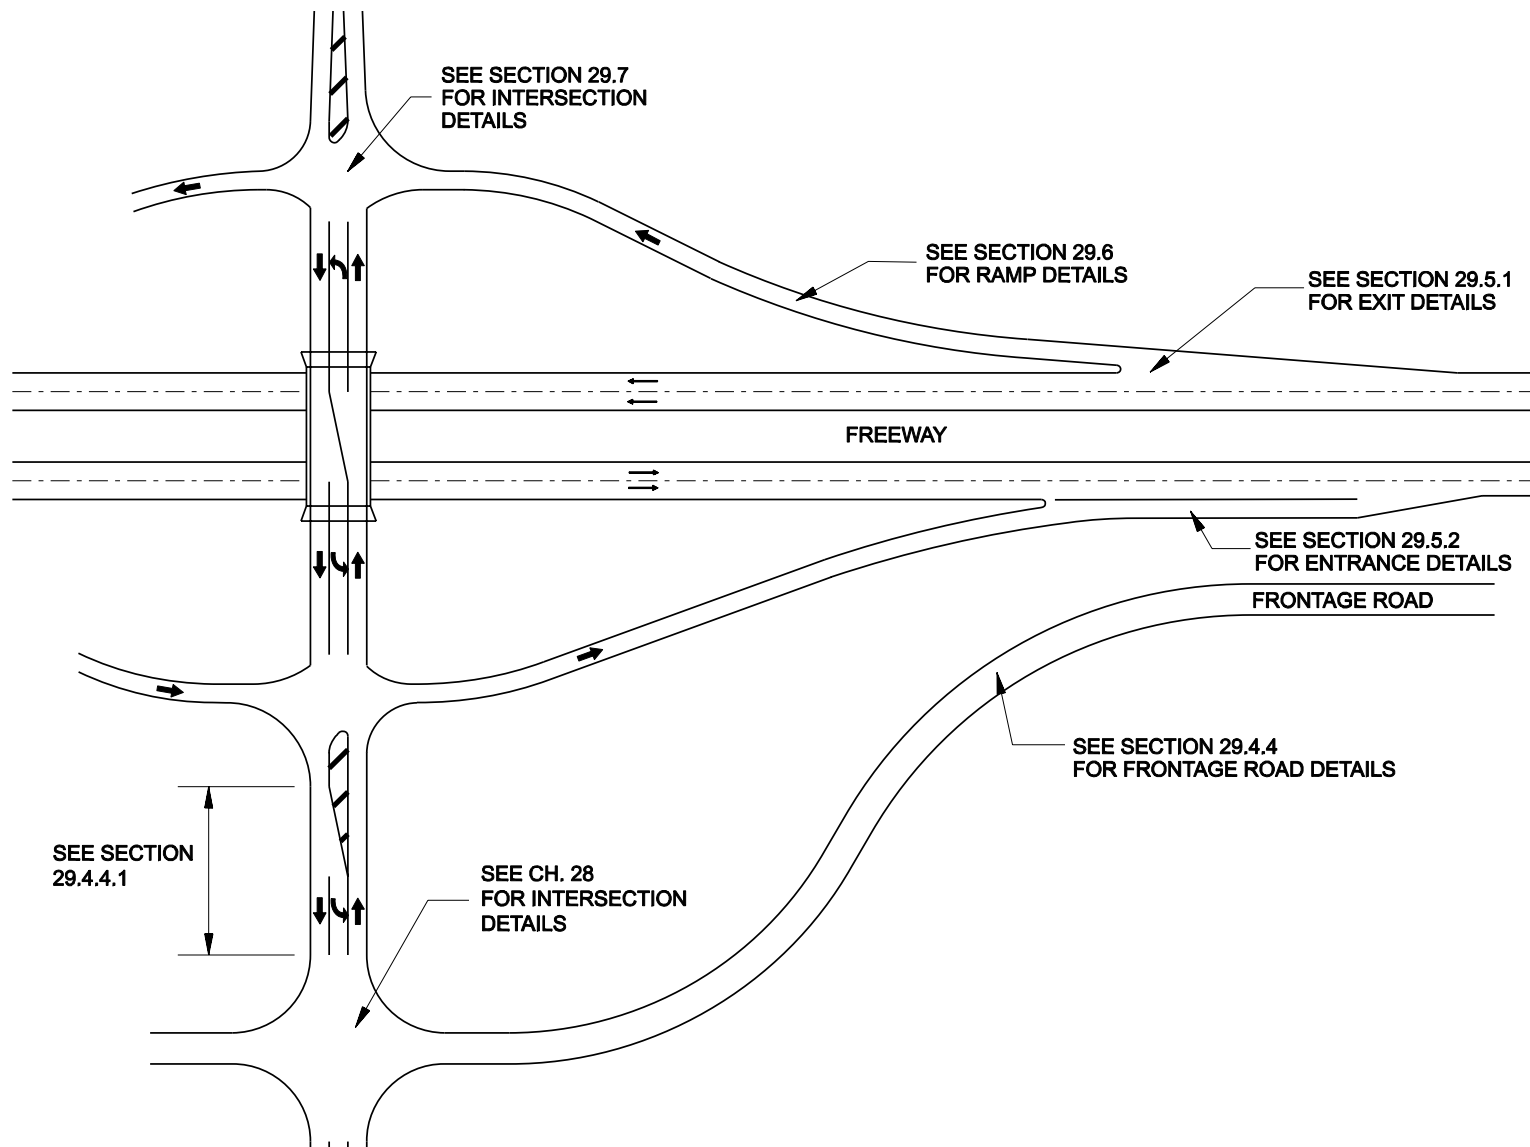 SEE SECTION 29.7
FOR INTERSECTION
DETAILS
SEE SECTION 29.6
FOR RAMP DETAILS
SEE SECTION 29.5.1
FOR EXIT DETAILS
FREEWAY
SEE SECTION 29.5.2
FOR ENTRANCE DETAILS
FRONTAGE ROAD
SEE SECTION 29.4.4
FOR FRONTAGE ROAD DETAILS
SEE SECTION
29.4.4.1
SEE CH. 28
FOR INTERSECTION
DETAILS